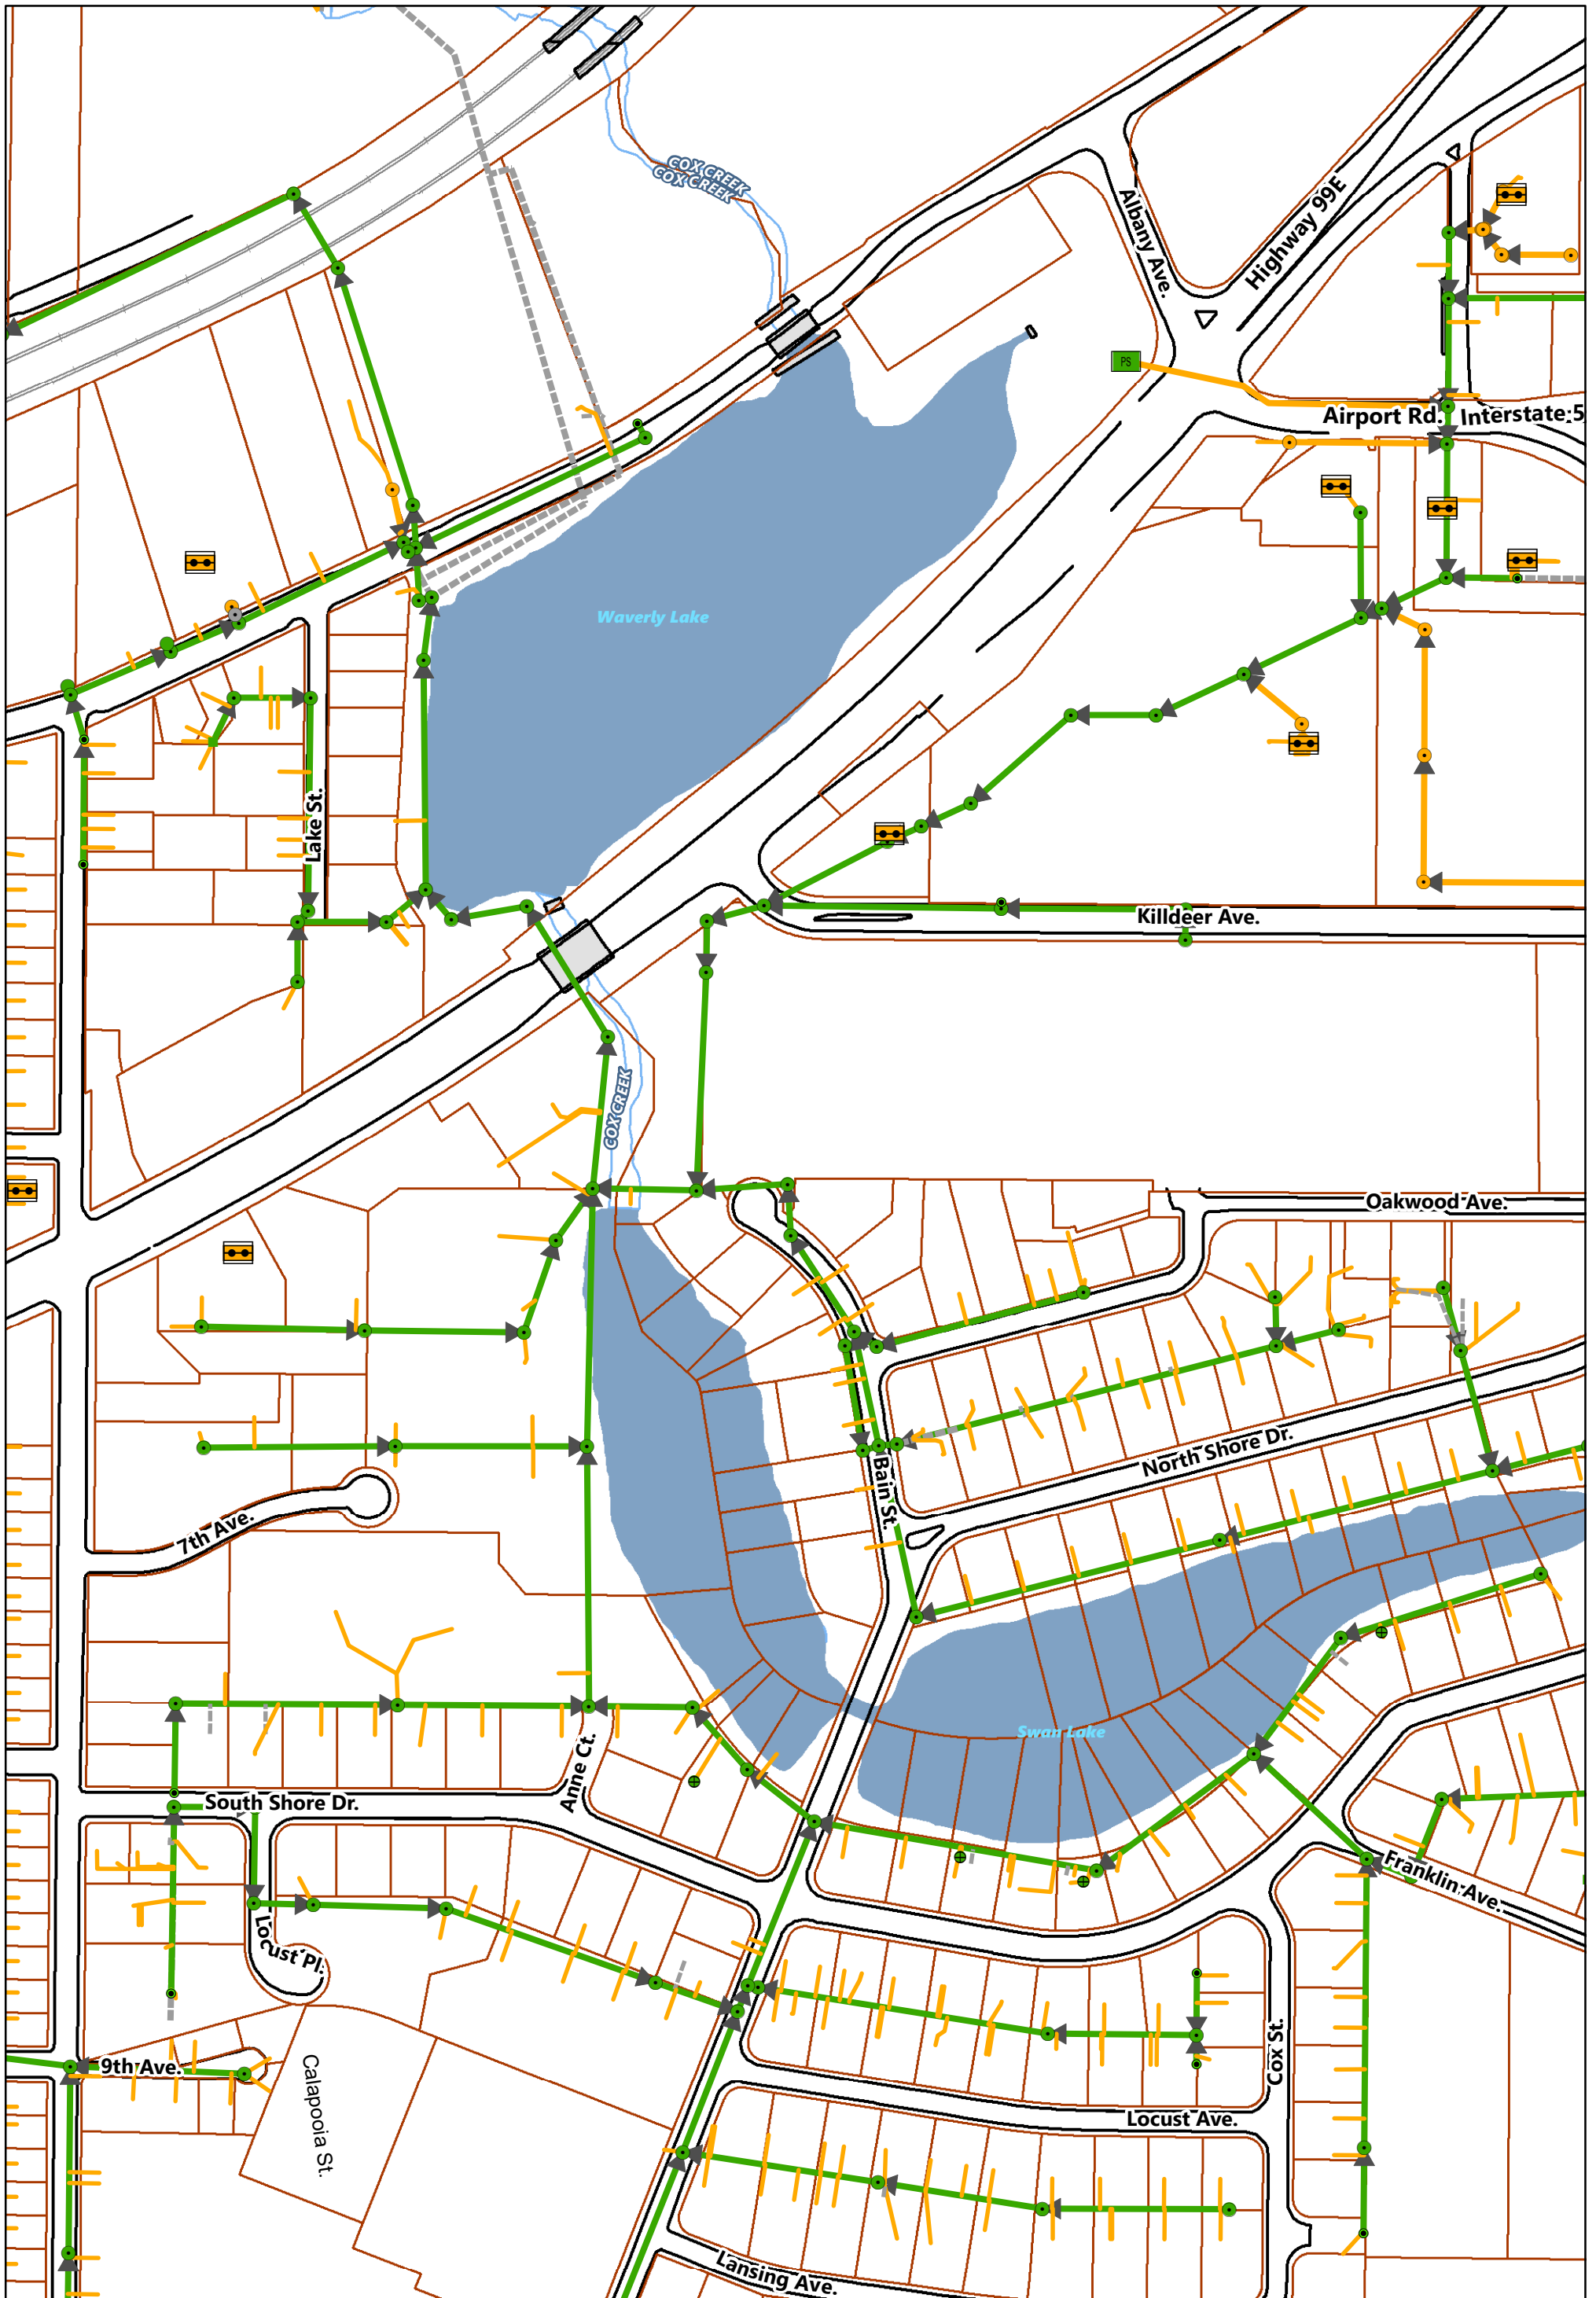 COX CREEK
COX CREEK
Albany Ave.
Highway 99E
PS
Airport Rd.
Interstate 5
Waverly Lake
Lake St.
Killdeer Ave.
COX CREEK
Oakwood Ave.
North Shore Dr.
Bain St.
7th Ave.
Swan Lake
Anne Ct.
South Shore Dr.
Franklin Ave.
Locust Pl.
Cox St.
9th Ave.
Calapooia St.
Locust Ave.
Lansing Ave.